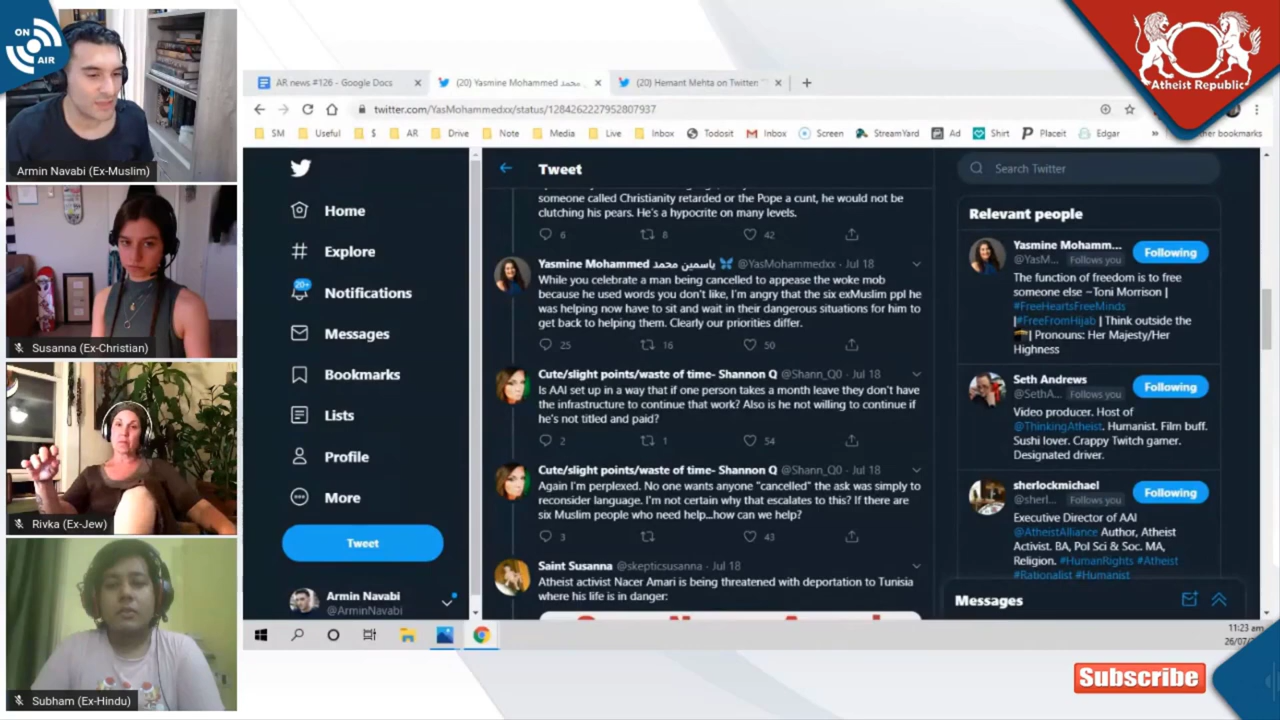 ON
AIR
Armin Navabi (Ex-Muslim)
Susanna (Ex-Christian)
Rivka (Ex-Jew)
Subham (Ex-Hindu)
Atheist Republic
AR news #126 - Google Docs
(20) Yasmine Mohammed محمد
(20) Hemant Mehta on Twitter: "
twitter.com/YasMohammedxx/status/1284262227952807937
SM Useful $ AR Drive Note Media Live Inbox Todosit Inbox Screen StreamYard Ad Shirt Placeit Edgar » bookmarks
Home
Explore
20+
Notifications
Messages
Bookmarks
Lists
Profile
More
Tweet
Armin Navabi
@ArminNavabi
Tweet
someone called Christianity retarded or the Pope a cunt, he would not be
clutching his pears. He's a hypocrite on many levels.
6 8 42
Yasmine Mohammed ياسمين محمد @YasMohammedxx · Jul 18
While you celebrate a man being cancelled to appease the woke mob
because he used words you don't like, I'm angry that the six exMuslim ppl he
was helping now have to sit and wait in their dangerous situations for him to
get back to helping them. Clearly our priorities differ.
25 16 50
Cute/slight points/waste of time- Shannon Q @Shann_Q0 · Jul 18
Is AAI set up in a way that if one person takes a month leave they don't have
the infrastructure to continue that work? Also is he not willing to continue if
he's not titled and paid?
2 1 54
Cute/slight points/waste of time- Shannon Q @Shann_Q0 · Jul 18
Again I'm perplexed. No one wants anyone "cancelled" the ask was simply to
reconsider language. I'm not certain why that escalates to this? If there are
six Muslim people who need help...how can we help?
3 43
Saint Susanna @skepticsusanna · Jul 18
Atheist activist Nacer Amari is being threatened with deportation to Tunisia
where his life is in danger:
Search Twitter
Relevant people
Yasmine Mohamm...
@YasM... Follows you
Following
The function of freedom is to free
someone else ~Toni Morrison |
#FreeHeartsFreeMinds
|#FreeFromHijab | Think outside the
| Pronouns: Her Majesty/Her
Highness
Seth Andrews
@SethA... Follows you
Following
Video producer. Host of
@ThinkingAtheist. Humanist. Film buff.
Sushi lover. Crappy Twitch gamer.
Designated driver.
sherlockmichael
@sherl... Follows you
Following
Executive Director of AAI
@AtheistAlliance Author, Atheist
Activist. BA, Pol Sci & Soc. MA,
Religion. #HumanRights #Atheist
#Rationalist #Humanist
Messages
11:23 am
26/07/
Subscribe